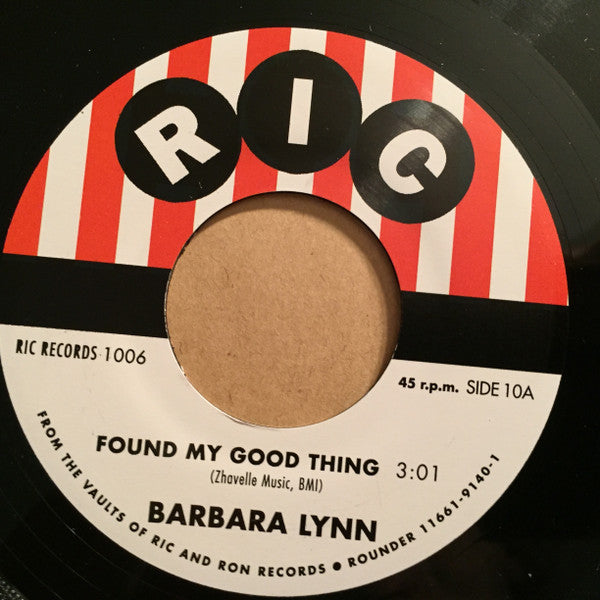 RIC
RIC RECORDS-1006
45 r.p.m. SIDE 10A
FOUND MY GOOD THING 3:01
(Zhavelle Music, BMI)
BARBARA LYNN
FROM THE VAULTS OF RIC AND RON RECORDS • ROUNDER 11661-9140-1